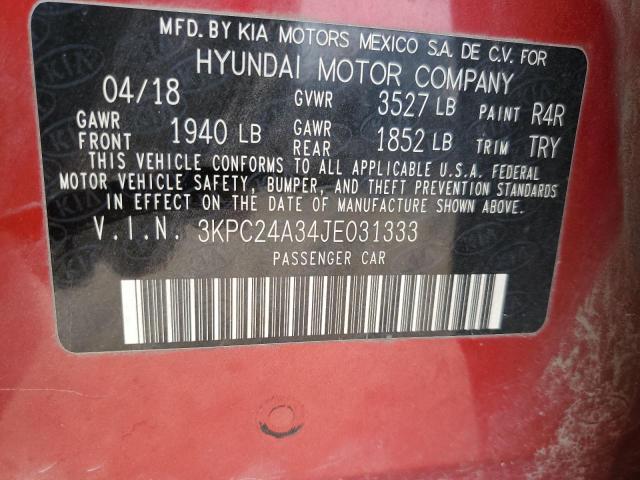 MFD. BY KIA MOTORS MEXICO S.A. DE C.V. FOR
HYUNDAI MOTOR COMPANY
04/18 GVWR 3527 LB PAINT R4R
GAWR FRONT 1940 LB GAWR REAR 1852 LB TRIM TRY
THIS VEHICLE CONFORMS TO ALL APPLICABLE U.S.A. FEDERAL
MOTOR VEHICLE SAFETY, BUMPER, AND THEFT PREVENTION STANDARDS
IN EFFECT ON THE DATE OF MANUFACTURE SHOWN ABOVE.
V.I.N. 3KPC24A34JE031333
PASSENGER CAR